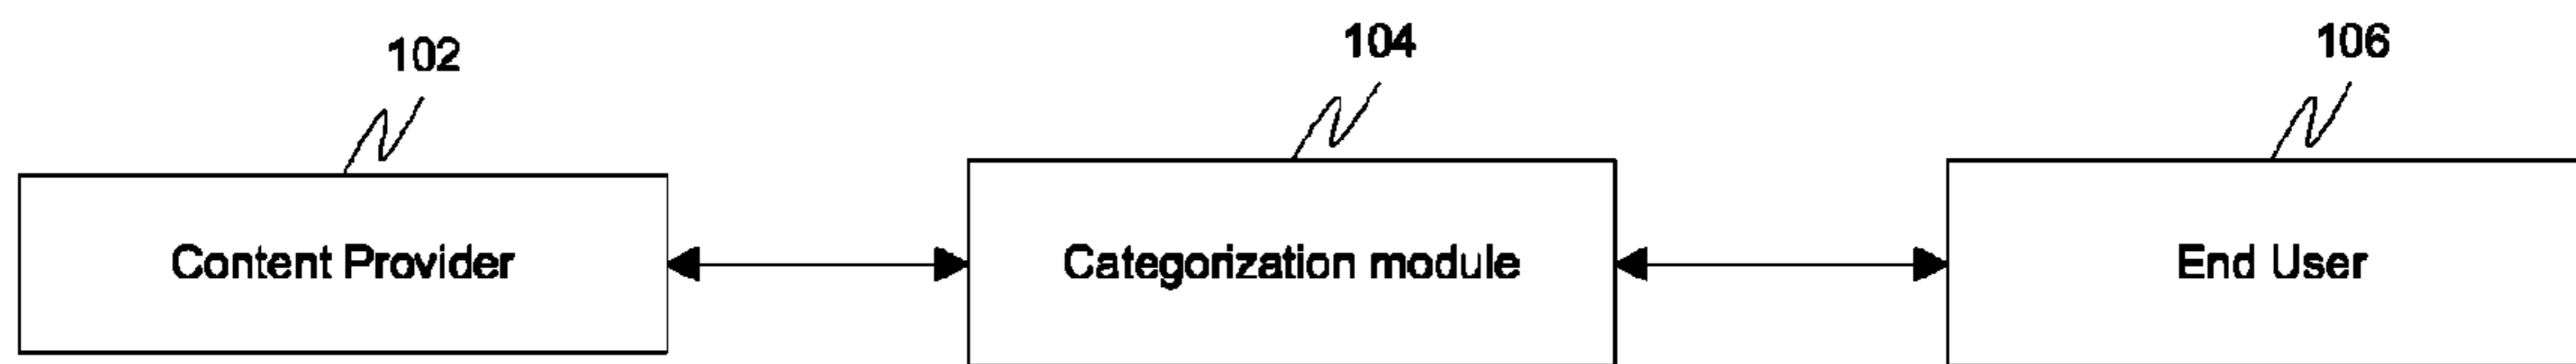 102
104
106
Content Provider
Categorization module
End User